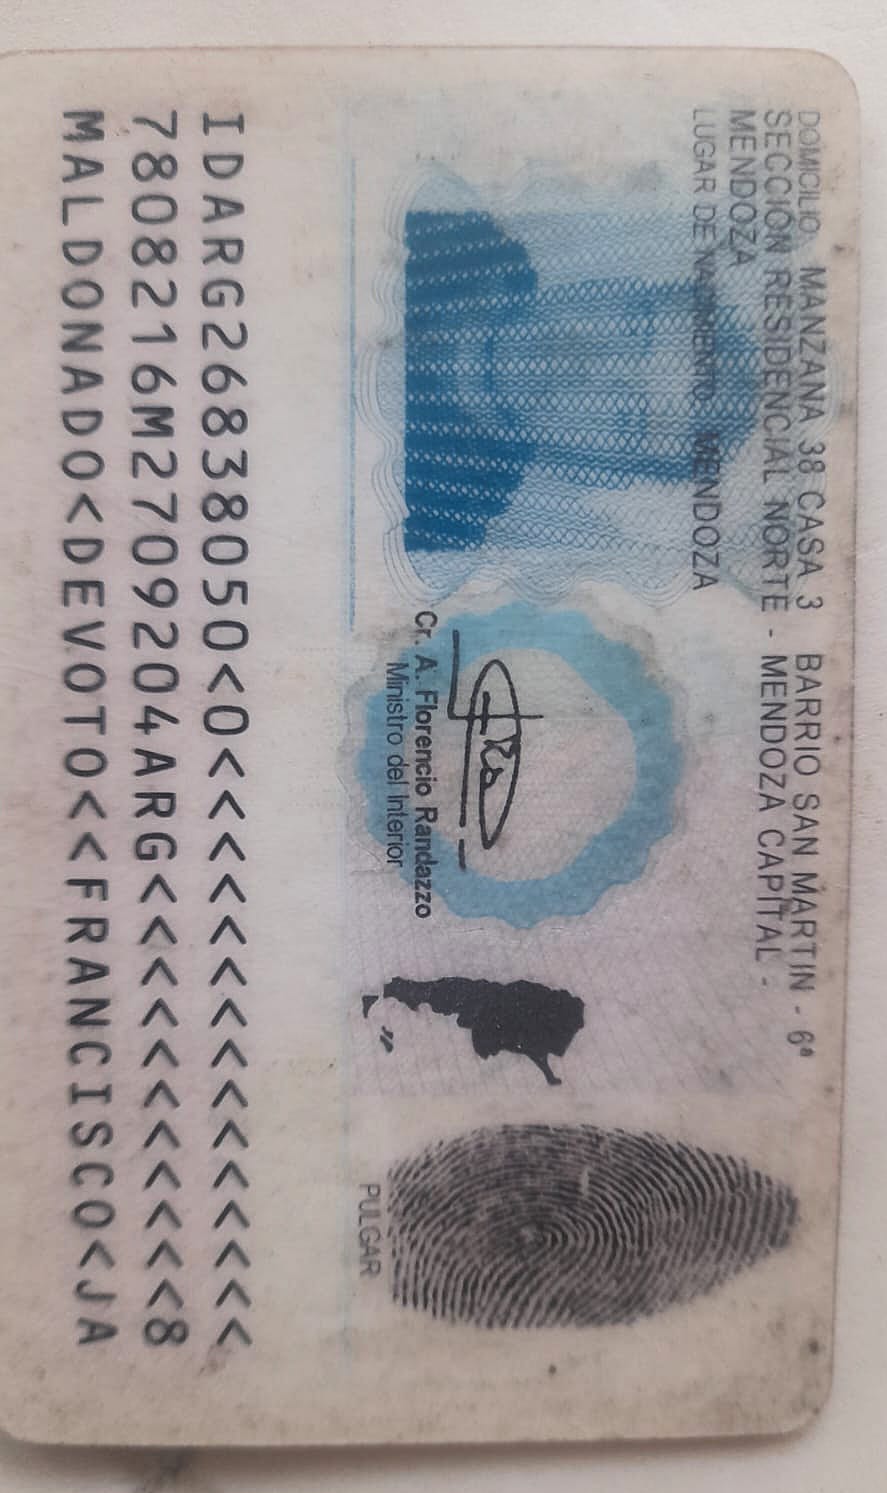 DOMICILIO: MANZANA 38 CASA 3 BARRIO SAN MARTIN - 6ª
SECCIÓN RESIDENCIAL NORTE - MENDOZA CAPITAL -
MENDOZA
LUGAR DE NACIMIENTO: MENDOZA
Cr. A. Florencio Randazzo
Ministro del Interior
PULGAR
IDARG26838050<0<<<<<<<<<<<<<<<
7808216M2709204ARG<<<<<<<<<<<8
MALDONADO<DEVOTO<<FRANCISCO<JA